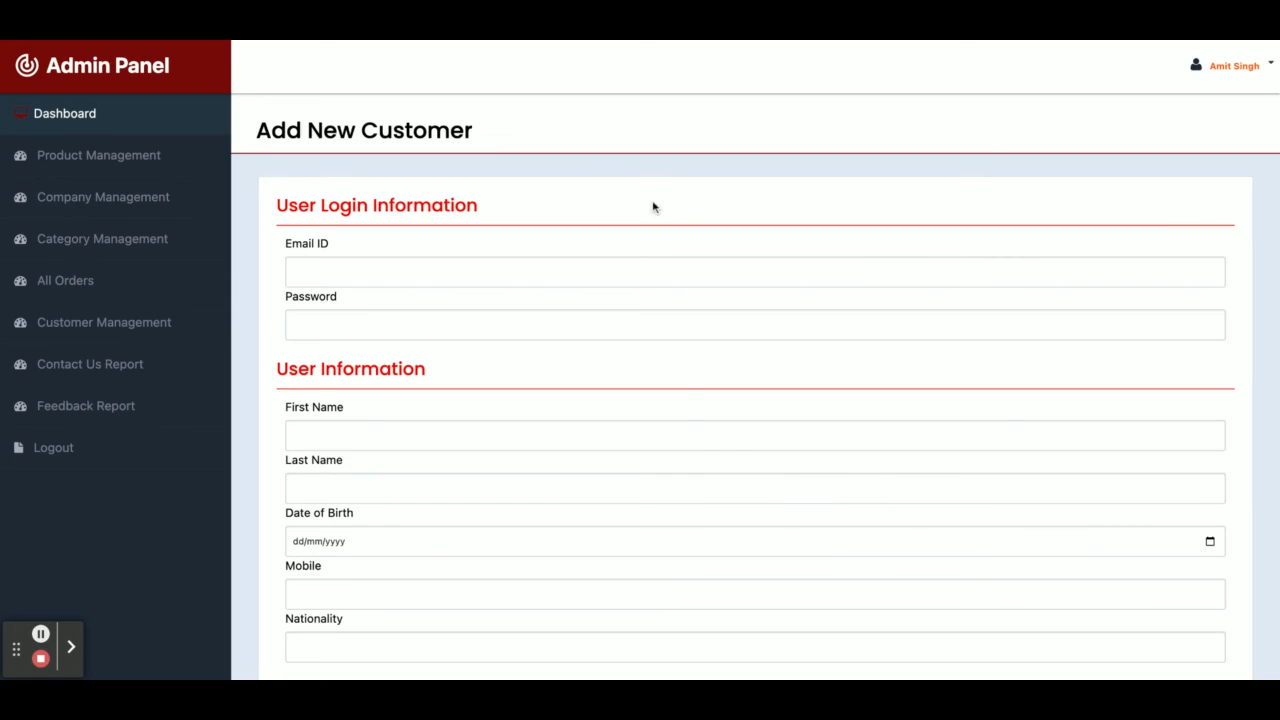 Admin Panel
Amit Singh
Dashboard
Product Management
Company Management
Category Management
All Orders
Customer Management
Contact Us Report
Feedback Report
Logout
Add New Customer
User Login Information
Email ID
Password
User Information
First Name
Last Name
Date of Birth
dd/mm/yyyy
Mobile
Nationality